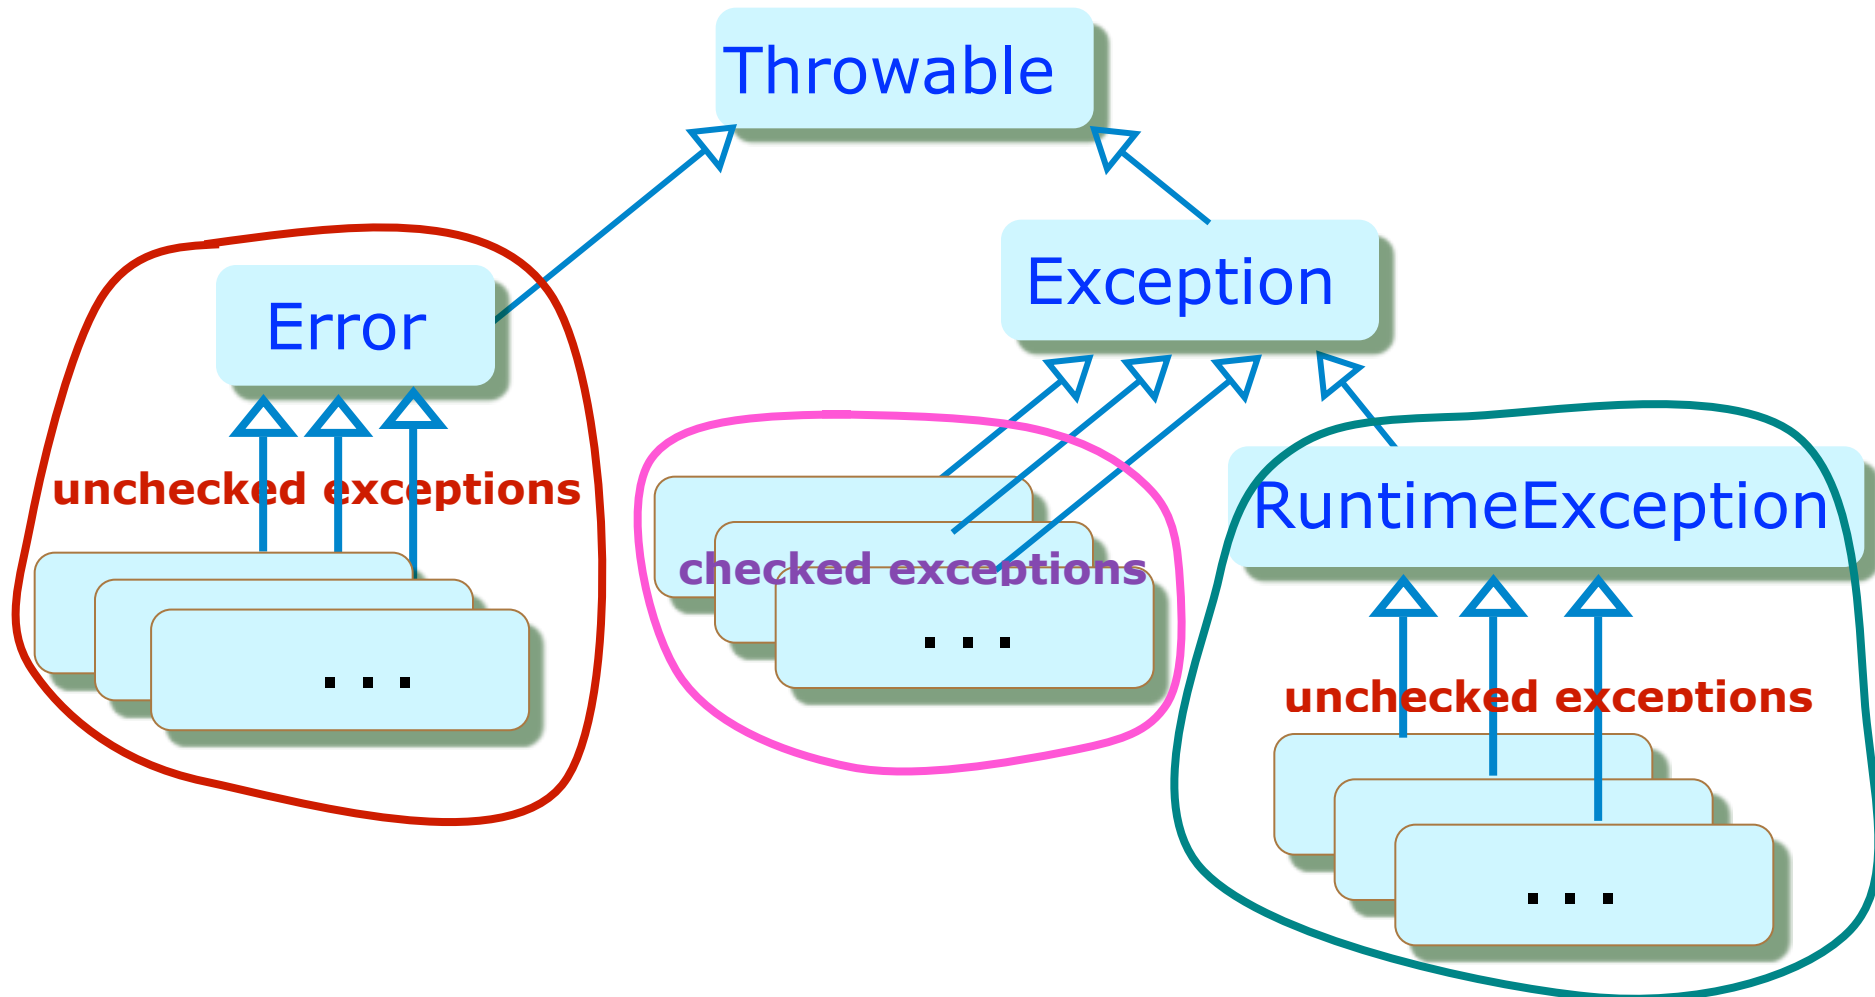 Throwable
Exception
Error
unchecked exceptions
RuntimeException
checked exceptions
. . .
. . .
unchecked exceptions
. . .